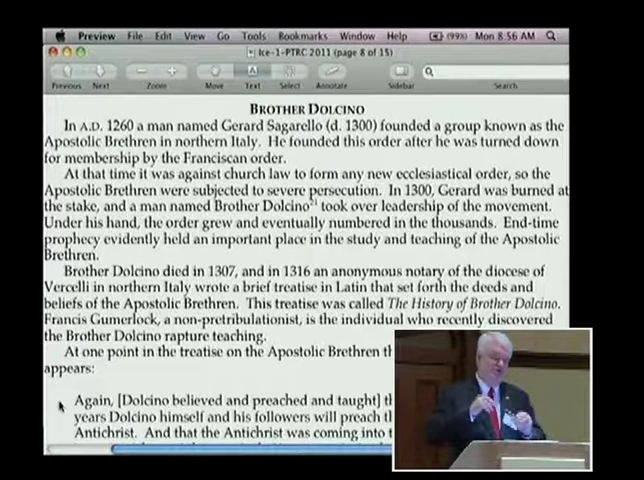 Preview File Edit View Go Tools Bookmarks Window Help (99%) Mon 8:56 AM
Ice-1-PTRC 2011 (page 8 of 15)
Previous Next Zoom Move Text Select Annotate Sidebar Search
BROTHER DOLCINO
In A.D. 1260 a man named Gerard Sagarello (d. 1300) founded a group known as the
Apostolic Brethren in northern Italy. He founded this order after he was turned down
for membership by the Franciscan order.
At that time it was against church law to form any new ecclesiastical order, so the
Apostolic Brethren were subjected to severe persecution. In 1300, Gerard was burned at
the stake, and a man named Brother Dolcino21 took over leadership of the movement.
Under his hand, the order grew and eventually numbered in the thousands. End-time
prophecy evidently held an important place in the study and teaching of the Apostolic
Brethren.
Brother Dolcino died in 1307, and in 1316 an anonymous notary of the diocese of
Vercelli in northern Italy wrote a brief treatise in Latin that set forth the deeds and
beliefs of the Apostolic Brethren. This treatise was called The History of Brother Dolcino.
Francis Gumerlock, a non-pretribulationist, is the individual who recently discovered
the Brother Dolcino rapture teaching.
At one point in the treatise on the Apostolic Brethren th
appears:
Again, [Dolcino believed and preached and taught] th
years Dolcino himself and his followers will preach th
Antichrist. And that the Antichrist was coming into t